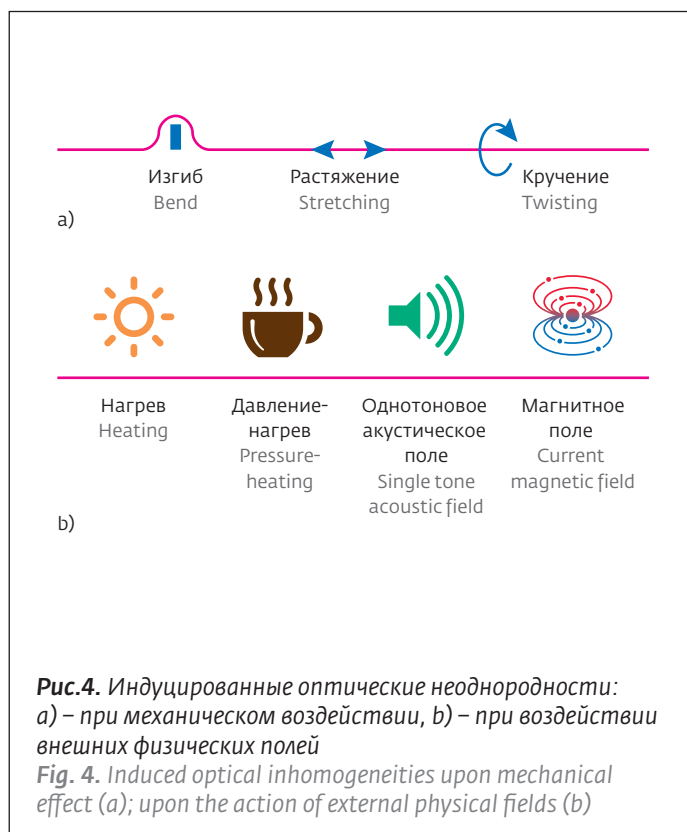 Изгиб
Bend
Растяжение
Stretching
Кручение
Twisting
a)
Нагрев
Heating
Давление-
нагрев
Pressure-
heating
Однотоновое
акустическое
поле
Single tone
acoustic field
Магнитное
поле
Current
magnetic field
b)
Рис.4. Индуцированные оптические неоднородности:
a) – при механическом воздействии, b) – при воздействии
внешних физических полей
Fig. 4. Induced optical inhomogeneities upon mechanical
effect (a); upon the action of external physical fields (b)